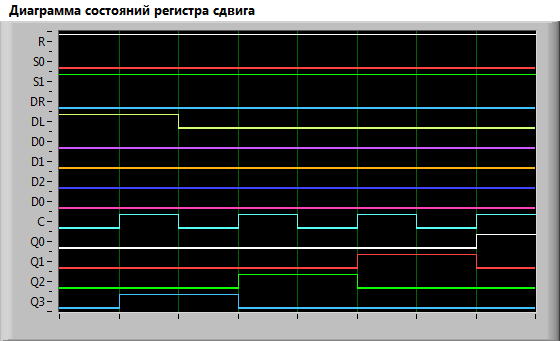 Диаграмма состояний регистра сдвига
R
S0
S1
DR
DL
D0
D1
D2
D0
C
Q0
Q1
Q2
Q3